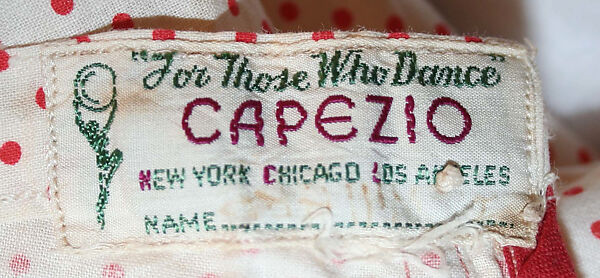 "For Those Who Dance"
CAPEZIO
NEW YORK CHICAGO LOS ANGELES
NAME